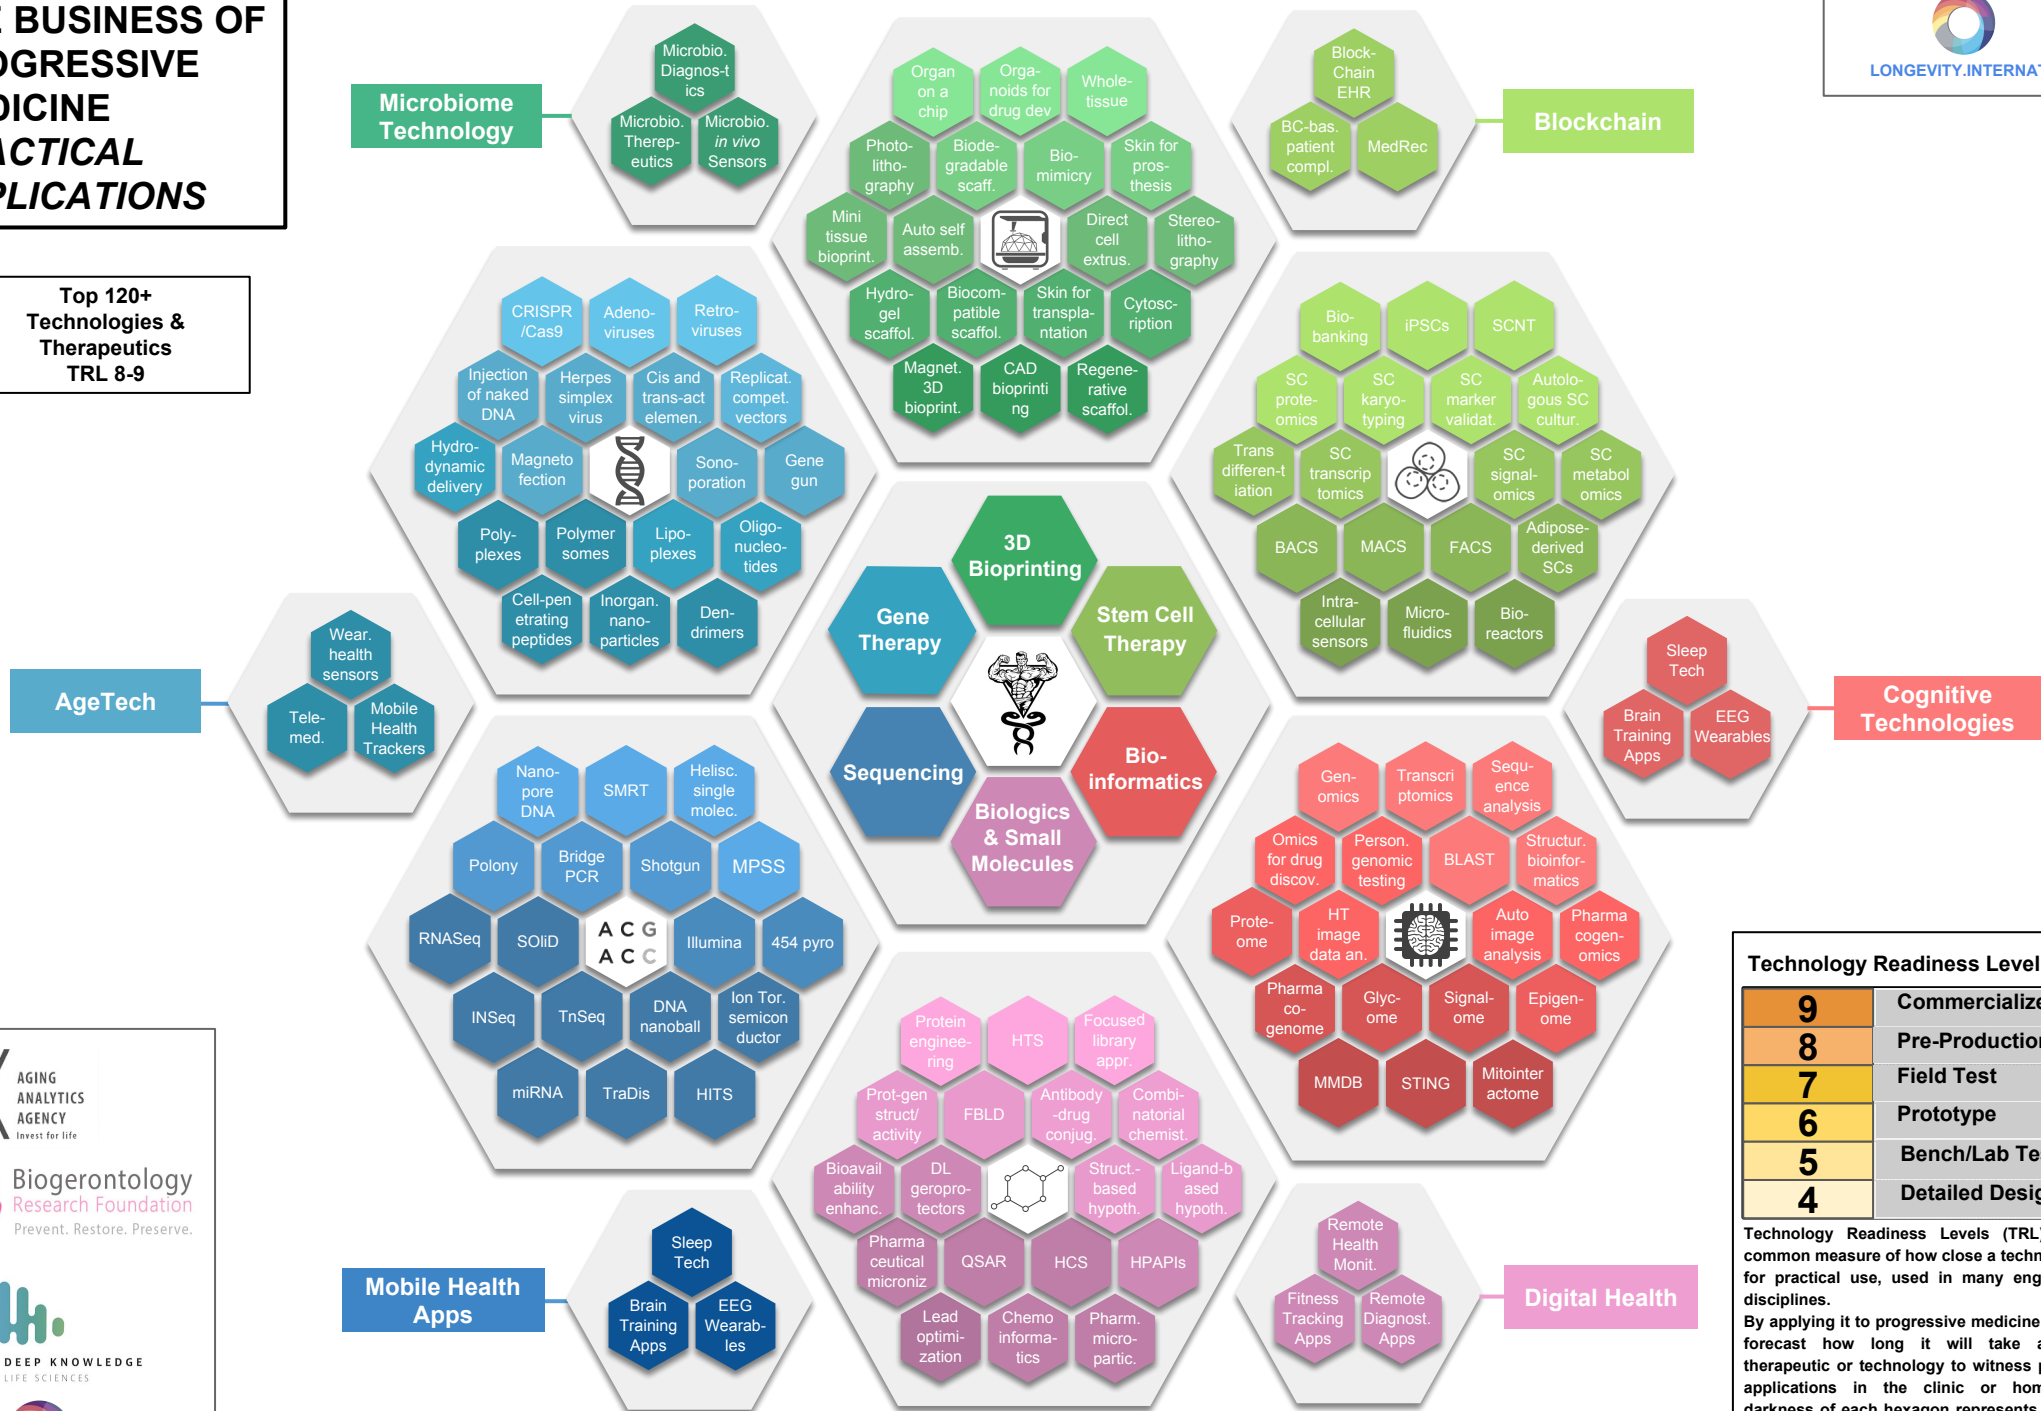 BUSINESS OF
MICROBIOME
Microbiome
Technology
Microbio.
Diagnos-t
ics
Microbio.
Therep-
eutics
Microbio.
in vivo
Sensors
Organ
on a
chip
Orga-
noids for
drug dev
Whole-
tissue
Photo-
litho-
graphy
Biode-
gradable
scaff.
Bio-
mimicry
Skin for
pros-
thesis
Mini
tissue
bioprint.
Auto self
assemb.
Direct
cell
extrus.
Stereo-
litho-
graphy
Hydro-
gel
scaffol.
Biocom-
patible
scaffol.
Skin for
transpla-
ntation
Cytosc-
ription
Magnet.
3D
bioprint.
CAD
bioprinti
ng
Regene-
rative
scaffol.
Block-
Chain
EHR
BC-bas.
patient
compl.
MedRec
Blockchain
LONGEVITY.INTERNAT
Top 120+
Technologies &
Therapeutics
TRL 8-9
CRISPR
/Cas9
Adeno-
viruses
Retro-
viruses
Injection
of naked
DNA
Herpes
simplex
virus
Cis and
trans-act
elemen.
Replicat.
compet.
vectors
Hydro-
dynamic
delivery
Magneto
fection
Sono-
poration
Gene
gun
Poly-
plexes
Polymer
somes
Lipo-
plexes
Oligo-
nucleo-
tides
Cell-pen
etrating
peptides
Inorgan.
nano-
particles
Den-
drimers
Bio-
banking
iPSCs
SCNT
SC
prote-
omics
SC
karyo-
typing
SC
marker
validat.
Autolo-
gous SC
cultur.
Trans
differen-t
iation
SC
transcrip
tomics
SC
signal-
omics
SC
metabol
omics
BACS
MACS
FACS
Adipose-
derived
SCs
Intra-
cellular
sensors
Micro-
fluidics
Bio-
reactors
3D
Bioprinting
Gene
Therapy
Stem Cell
Therapy
Sequencing
Bio-
informatics
Biologics
& Small
Molecules
AgeTech
Wear.
health
sensors
Tele-
med.
Mobile
Health
Trackers
Sleep
Tech
Brain
Training
Apps
EEG
Wearables
Cognitive
Technologies
Nano-
pore
DNA
SMRT
Helisc.
single
molec.
Polony
Bridge
PCR
Shotgun
MPSS
RNASeq
SOliD
A C G
A C C
Illumina
454 pyro
INSeq
TnSeq
DNA
nanoball
Ion Tor.
semicon
ductor
miRNA
TraDis
HITS
Gen-
omics
Transcri
ptomics
Sequ-
ence
analysis
Omics
for drug
discov.
Person.
genomic
testing
BLAST
Structur.
bioinfor-
matics
Prote-
ome
HT
image
data an.
Auto
image
analysis
Pharma
cogen-
omics
Pharma
co-
genome
Glyc-
ome
Signal-
ome
Epigen-
ome
MMDB
STING
Mitointer
actome
Protein
enginee-
ring
HTS
Focused
library
appr.
Prot-gen
struct/
activity
FBLD
Antibody
-drug
conjug.
Combi-
natorial
chemist.
Bioavail
ability
enhanc.
DL
geropro-
tectors
Struct.-
based
hypoth.
Ligand-b
ased
hypoth.
Pharma
ceutical
microniz
QSAR
HCS
HPAPIs
Lead
optimi-
zation
Chemo
informa-
tics
Pharm.
micro-
partic.
Mobile Health
Apps
Sleep
Tech
Brain
Training
Apps
EEG
Wearab-
les
Remote
Health
Monit.
Fitness
Tracking
Apps
Remote
Diagnost.
Apps
Digital Health
AGING
ANALYTICS
AGENCY
Invest for life
Biogerontology
Research Foundation
Prevent. Restore. Preserve.
DEEP KNOWLEDGE
LIFE SCIENCES
Technology Readiness Level
9 Commercialize
8 Pre-Production
7 Field Test
6 Prototype
5 Bench/Lab Te
4 Detailed Desig
Technology Readiness Levels (TRL)
common measure of how close a techn
for practical use, used in many eng
disciplines.
By applying it to progressive medicine
forecast how long it will take a
therapeutic or technology to witness p
applications in the clinic or hom
darkness of each hexagon represents